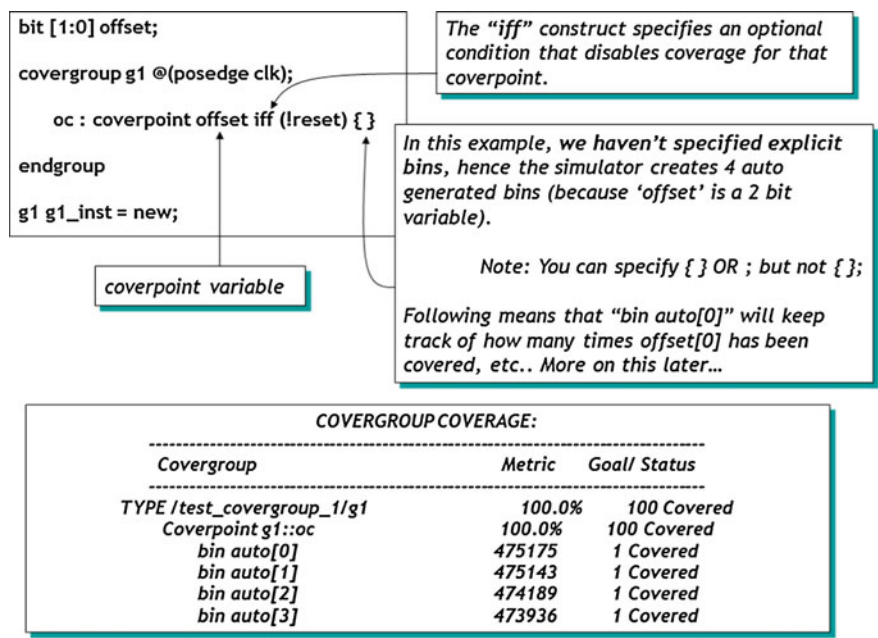 bit [1:0] offset;
covergroup g1 @(posedge clk);
oc : coverpoint offset iff (!reset) { }
endgroup
g1 g1_inst = new;
The “iff” construct specifies an optional
condition that disables coverage for that
coverpoint.
In this example, we haven’t specified explicit
bins, hence the simulator creates 4 auto
generated bins (because ‘offset’ is a 2 bit
variable).
Note: You can specify { } OR ; but not { };
Following means that “bin auto[0]” will keep
track of how many times offset[0] has been
covered, etc.. More on this later…
coverpoint variable
COVERGROUP COVERAGE:
Covergroup Metric Goal/ Status
TYPE /test_covergroup_1/g1 100.0% 100 Covered
Coverpoint g1::oc 100.0% 100 Covered
bin auto[0] 475175 1 Covered
bin auto[1] 475143 1 Covered
bin auto[2] 474189 1 Covered
bin auto[3] 473936 1 Covered